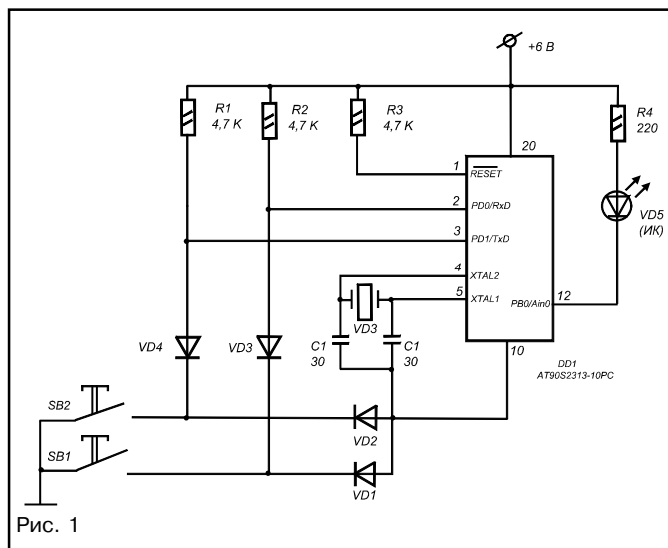 +6 В
R1
4,7 K
R2
4,7 K
R3
4,7 K
R4
220
20
1
RESET
2
PD0/RxD
3
PD1/TxD
4
XTAL2
5
XTAL1
PB0/Ain0
12
VD5
(ИК)
C1
30
VD3
C1
30
10
DD1
AT90S2313-10PC
VD4
VD3
SB2
VD2
SB1
VD1
Рис. 1